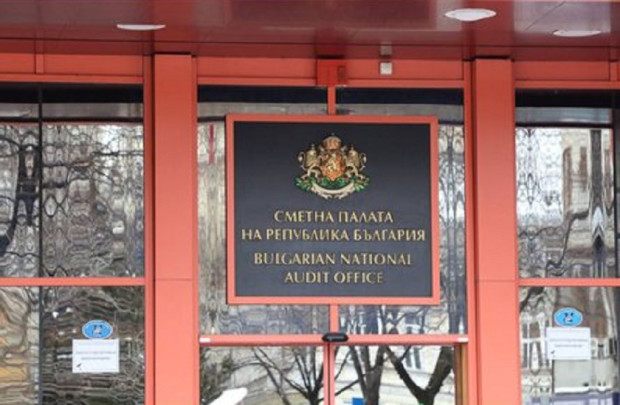 СМЕТНА ПАЛАТА
НА РЕПУБЛИКА БЪЛГАРИЯ
BULGARIAN NATIONAL
AUDIT OFFICE